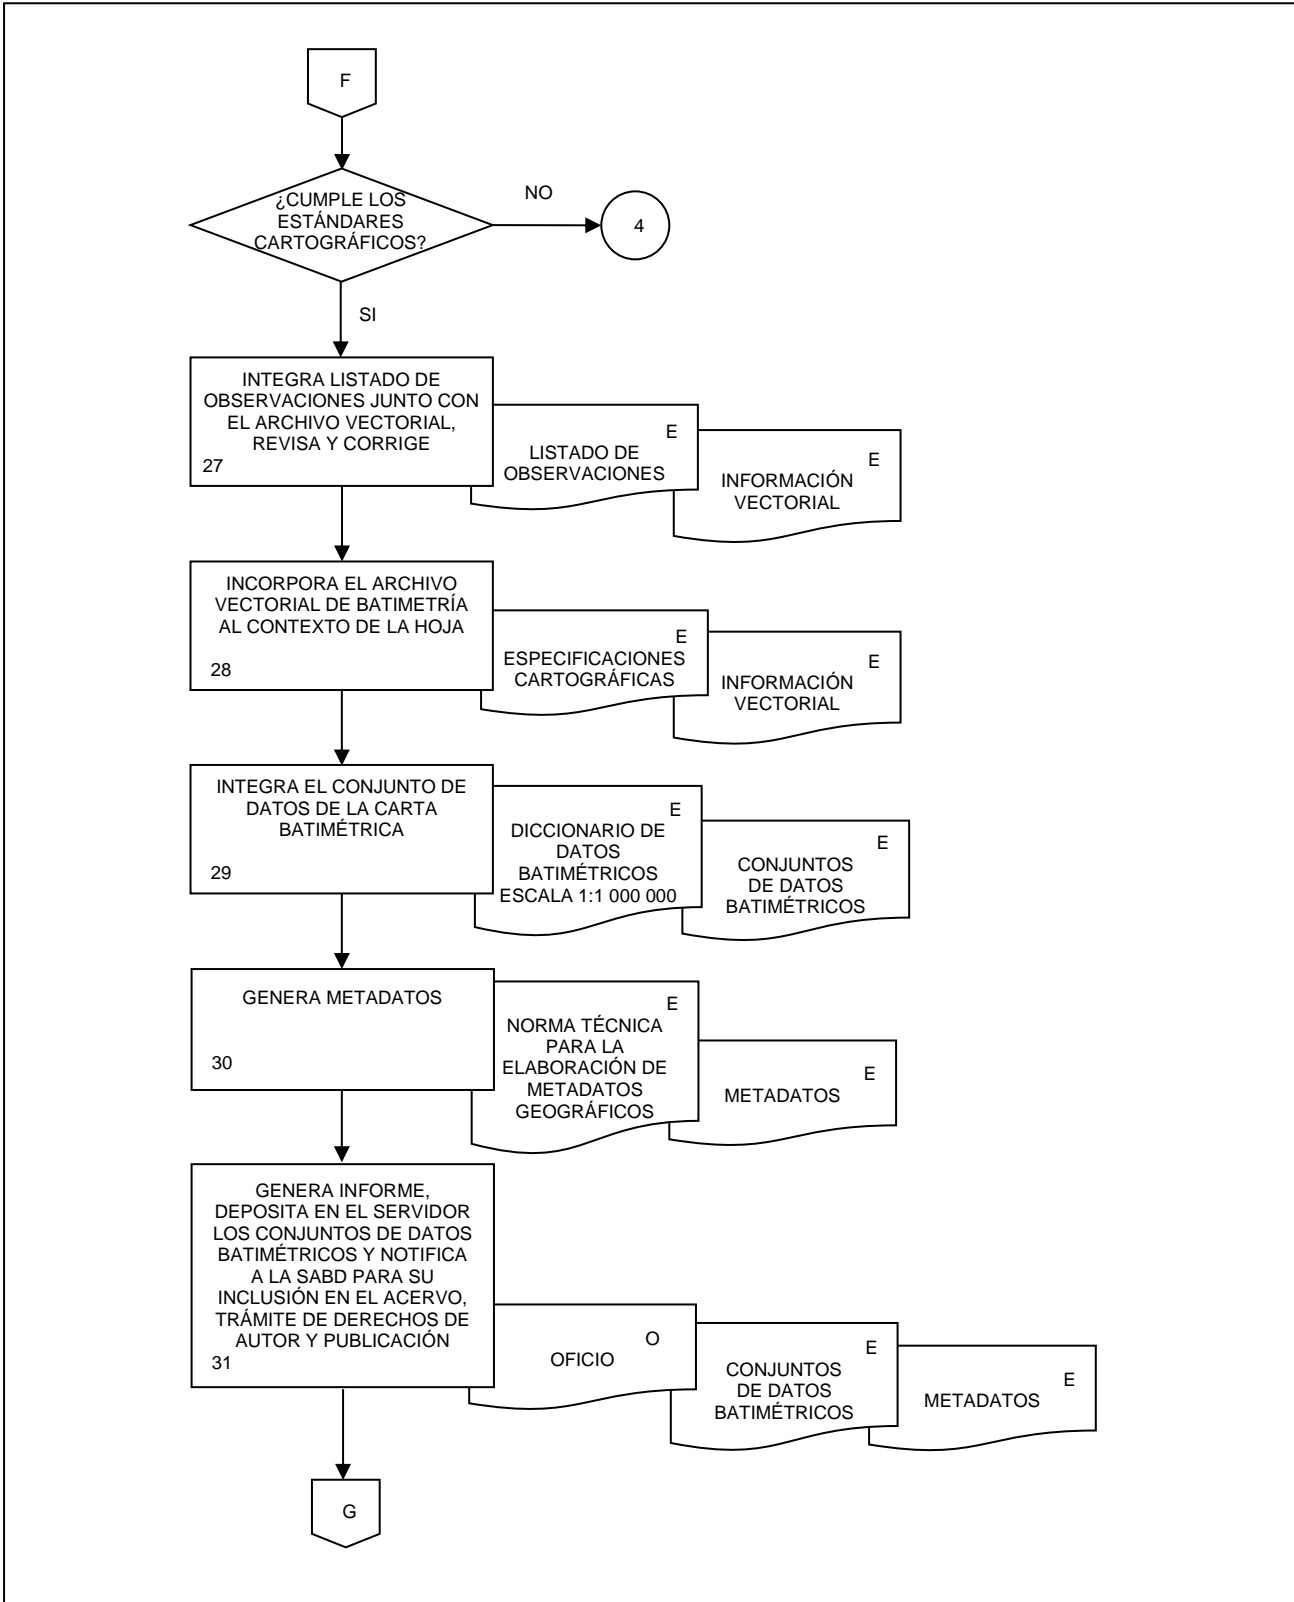 F
¿CUMPLE LOS
ESTÁNDARES
CARTOGRÁFICOS?
NO
4
SI
INTEGRA LISTADO DE
OBSERVACIONES JUNTO CON
EL ARCHIVO VECTORIAL,
REVISA Y CORRIGE
27
E
LISTADO DE
OBSERVACIONES
E
INFORMACIÓN
VECTORIAL
INCORPORA EL ARCHIVO
VECTORIAL DE BATIMETRÍA
AL CONTEXTO DE LA HOJA
28
E
ESPECIFICACIONES
CARTOGRÁFICAS
E
INFORMACIÓN
VECTORIAL
INTEGRA EL CONJUNTO DE
DATOS DE LA CARTA
BATIMÉTRICA
29
E
DICCIONARIO DE
DATOS
BATIMÉTRICOS
ESCALA 1:1 000 000
E
CONJUNTOS
DE DATOS
BATIMÉTRICOS
GENERA METADATOS
30
E
NORMA TÉCNICA
PARA LA
ELABORACIÓN DE
METADATOS
GEOGRÁFICOS
E
METADATOS
GENERA INFORME,
DEPOSITA EN EL SERVIDOR
LOS CONJUNTOS DE DATOS
BATIMÉTRICOS Y NOTIFICA
A LA SABD PARA SU
INCLUSIÓN EN EL ACERVO,
TRÁMITE DE DERECHOS DE
AUTOR Y PUBLICACIÓN
31
O
OFICIO
E
CONJUNTOS
DE DATOS
BATIMÉTRICOS
E
METADATOS
G